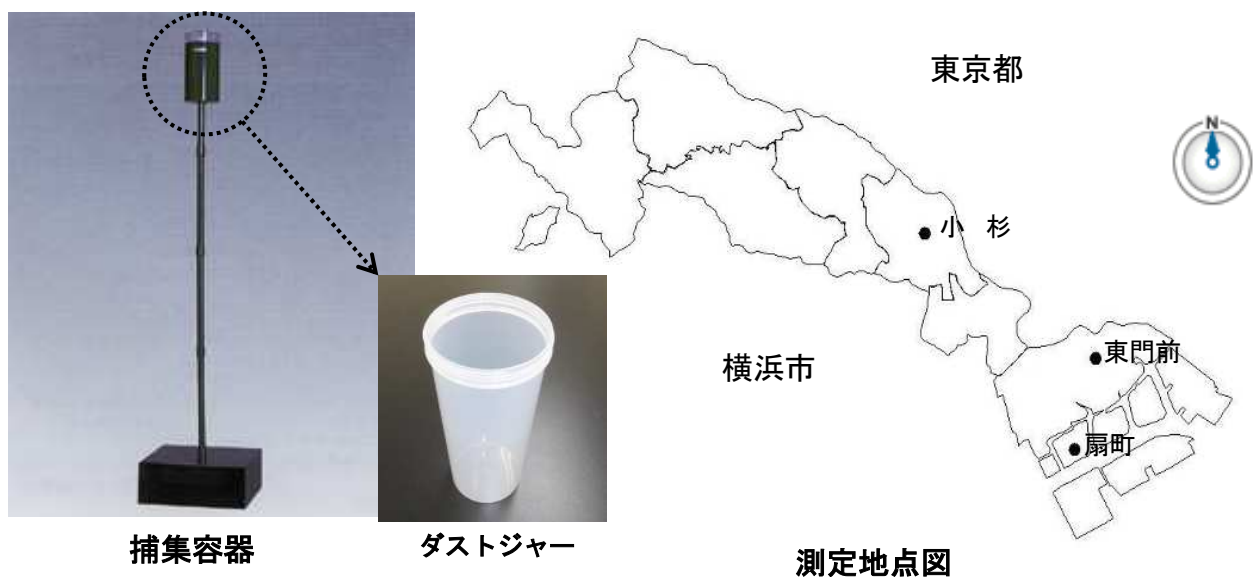 東京都
N
小 杉
東門前
横浜市
扇町
捕集容器
ダストジャー
測定地点図